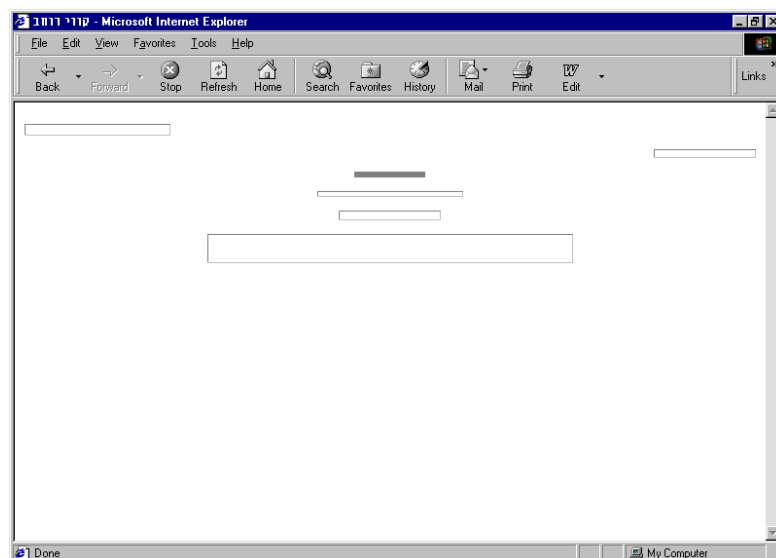 קווי רוחב - Microsoft Internet Explorer
File Edit View Favorites Tools Help
Back Forward Stop Refresh Home Search Favorites History Mail Print Edit Links
Done My Computer